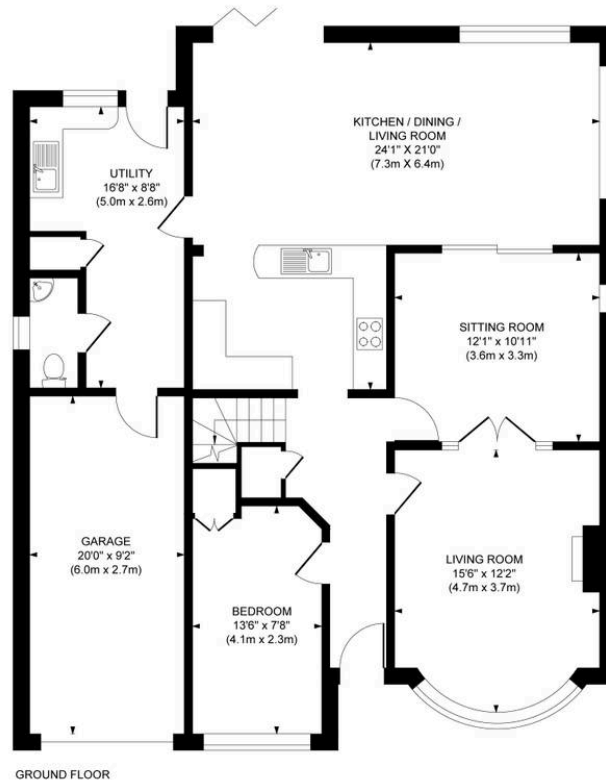 KITCHEN / DINING /
LIVING ROOM
24'1" X 21'0"
(7.3m X 6.4m)
UTILITY
16'8" x 8'8"
(5.0m x 2.6m)
SITTING ROOM
12'1" x 10'11"
(3.6m x 3.3m)
GARAGE
20'0" x 9'2"
(6.0m x 2.7m)
LIVING ROOM
15'6" x 12'2"
(4.7m x 3.7m)
BEDROOM
13'6" x 7'8"
(4.1m x 2.3m)
GROUND FLOOR